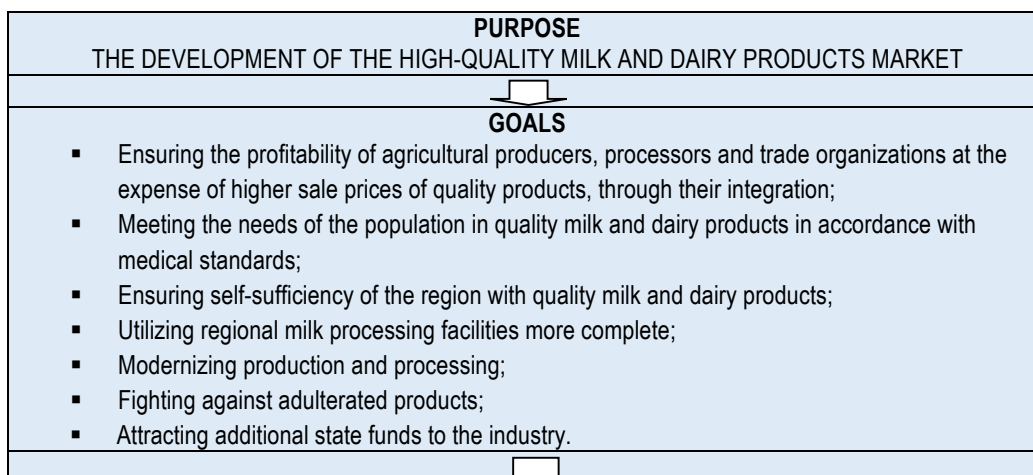 PURPOSE
THE DEVELOPMENT OF THE HIGH-QUALITY MILK AND DAIRY PRODUCTS MARKET
GOALS
▪ Ensuring the profitability of agricultural producers, processors and trade organizations at the
expense of higher sale prices of quality products, through their integration;
▪ Meeting the needs of the population in quality milk and dairy products in accordance with
medical standards;
▪ Ensuring self-sufficiency of the region with quality milk and dairy products;
▪ Utilizing regional milk processing facilities more complete;
▪ Modernizing production and processing;
▪ Fighting against adulterated products;
▪ Attracting additional state funds to the industry.